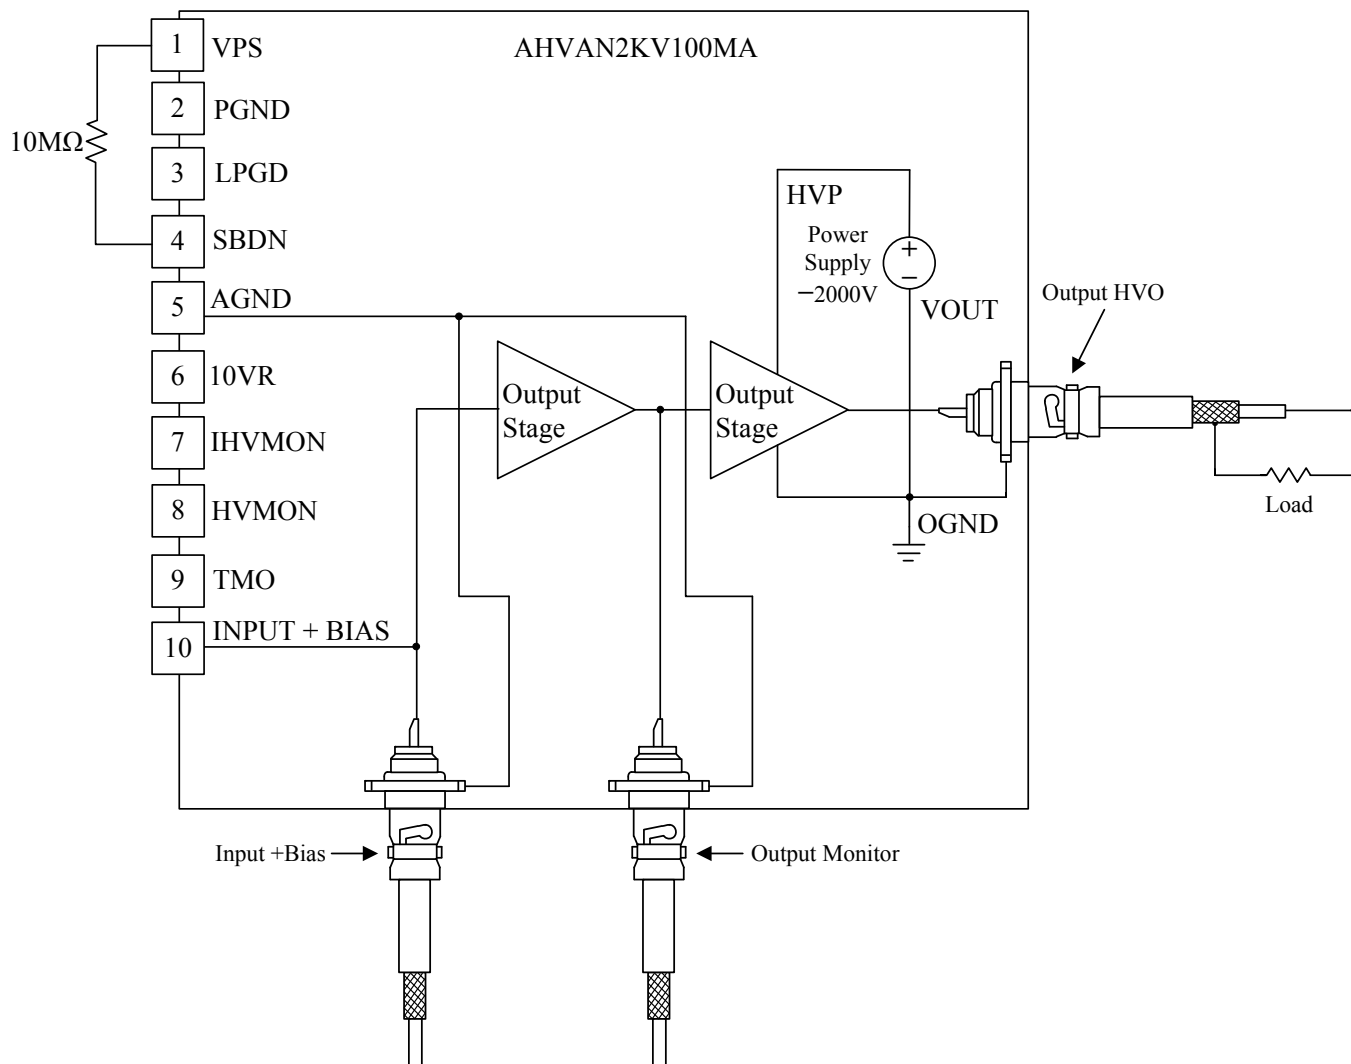 AHVAN2KV100MA
1 VPS
2 PGND
10MΩ
3 LPGD
4 SBDN
5 AGND
6 10VR
7 IHVMON
8 HVMON
9 TMO
10 INPUT + BIAS
Output
Stage
Output
Stage
HVP
Power
Supply
−2000V
+
−
VOUT
OGND
Output HVO
Load
Input +Bias
Output Monitor